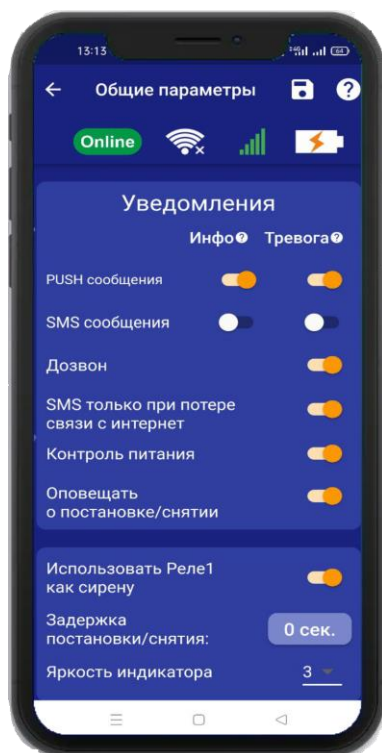 13:13
64
Общие параметры
Online
Уведомления
Инфо Тревога
PUSH сообщения
SMS сообщения
Дозвон
SMS только при потере
связи с интернет
Контроль питания
Оповещать
о постановке/снятии
Использовать Реле1
как сирену
Задержка
постановки/снятия:
0 сек.
Яркость индикатора
3